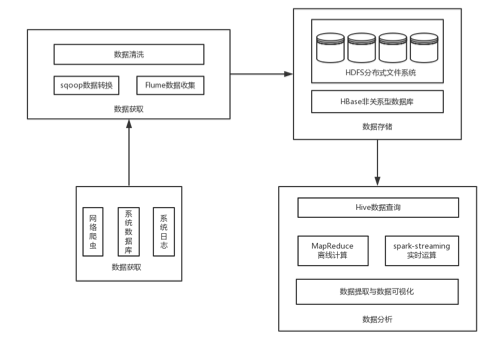 数据清洗
sqoop数据转换
Flume数据收集
数据获取
HDFS分布式文件系统
HBase非关系型数据库
数据存储
网络爬虫
系统数据库
系统日志
数据获取
Hive数据查询
MapReduce
离线计算
spark-streaming
实时运算
数据提取与数据可视化
数据分析